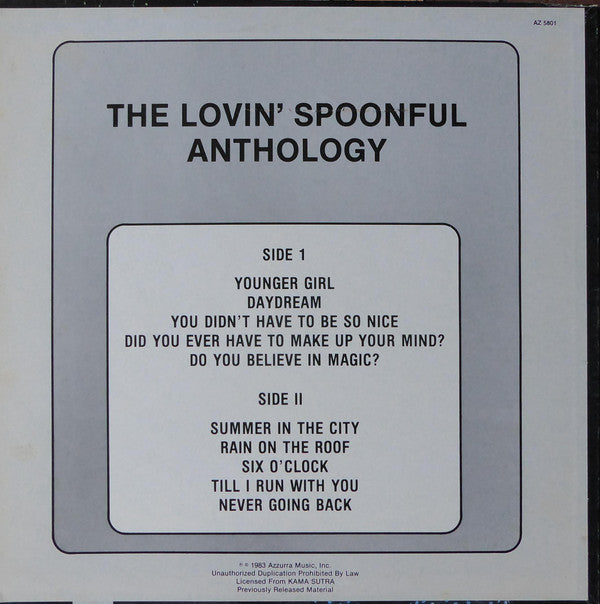 AZ 5801
THE LOVIN' SPOONFUL
ANTHOLOGY
SIDE 1
YOUNGER GIRL
DAYDREAM
YOU DIDN'T HAVE TO BE SO NICE
DID YOU EVER HAVE TO MAKE UP YOUR MIND?
DO YOU BELIEVE IN MAGIC?
SIDE II
SUMMER IN THE CITY
RAIN ON THE ROOF
SIX O'CLOCK
TILL I RUN WITH YOU
NEVER GOING BACK
℗ © 1983 Azzurra Music, Inc.
Unauthorized Duplication Prohibited By Law
Licensed From KAMA SUTRA
Previously Released Material